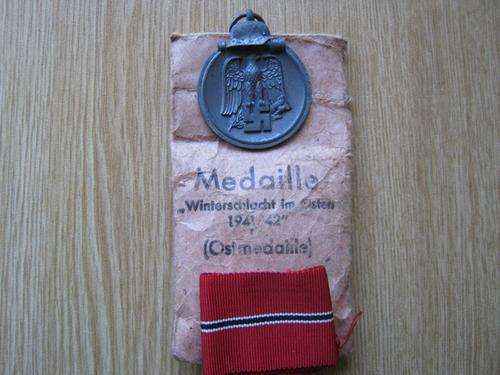 Medaille
„Winterschlacht im Osten
1941/42"
(Ostmedaille)